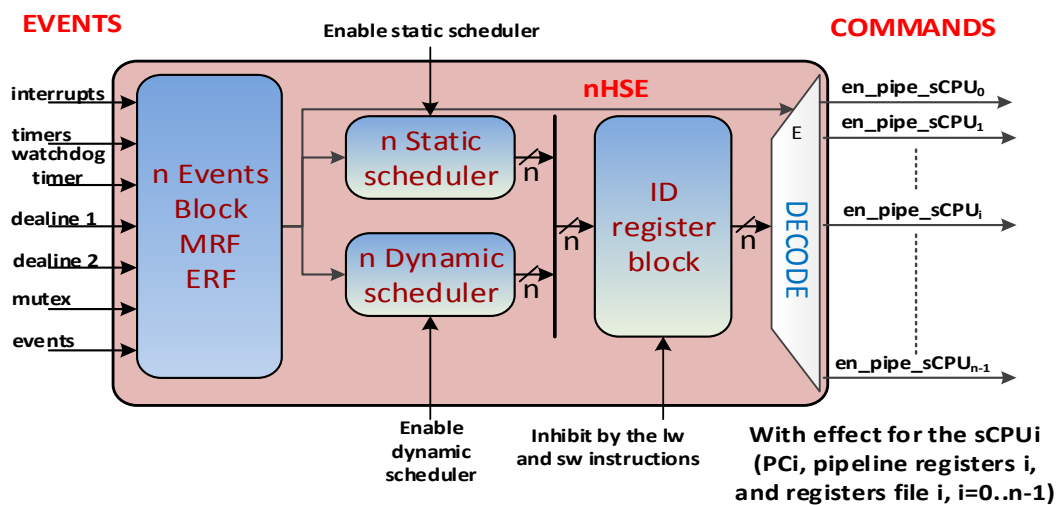 EVENTS
Enable static scheduler
COMMANDS
nHSE
interrupts
timers
watchdog
timer
dealine 1
dealine 2
mutex
events
n Events
Block
MRF
ERF
n Static
scheduler
n
n Dynamic
scheduler
n
n
ID
register
block
n
E
DECODE
en_pipe_sCPU₀
en_pipe_sCPU₁
en_pipe_sCPUᵢ
en_pipe_sCPUₙ₋₁
Enable
dynamic
scheduler
Inhibit by the lw
and sw instructions
With effect for the sCPUi
(PCi, pipeline registers i,
and registers file i, i=0..n-1)